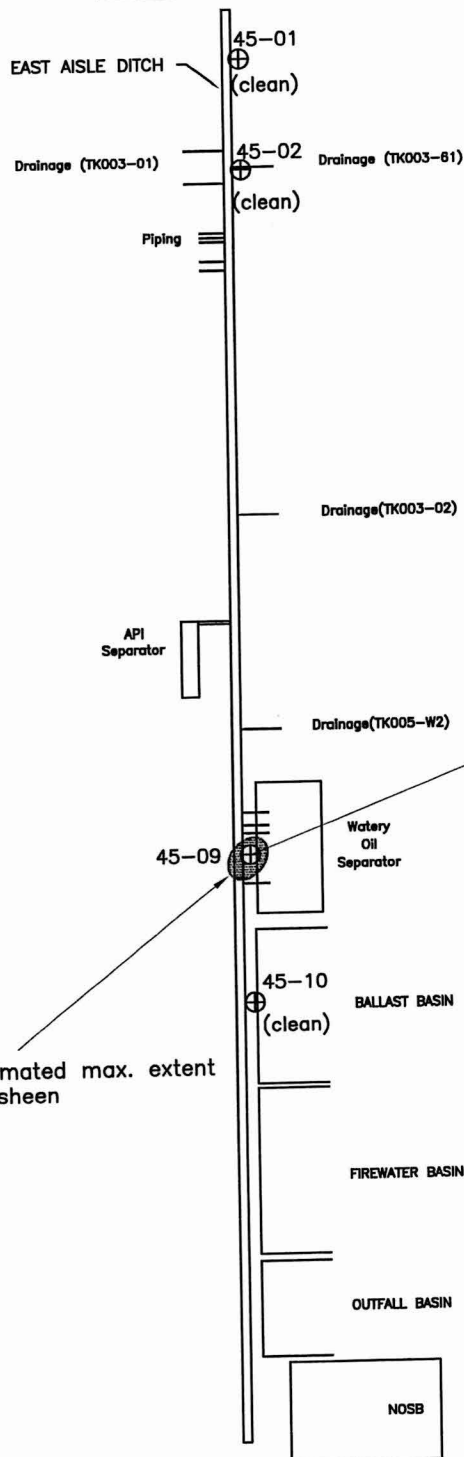 45-01
EAST AISLE DITCH
(clean)
45-02
Drainage (TK003-01)
Drainage (TK003-61)
(clean)
Piping
Drainage(TK003-02)
API
Separator
Drainage(TK005-W2)
Watery
Oil
Separator
45-09
45-10
(clean)
BALLAST BASIN
mated max. extent
sheen
FIREWATER BASIN
OUTFALL BASIN
NOSB